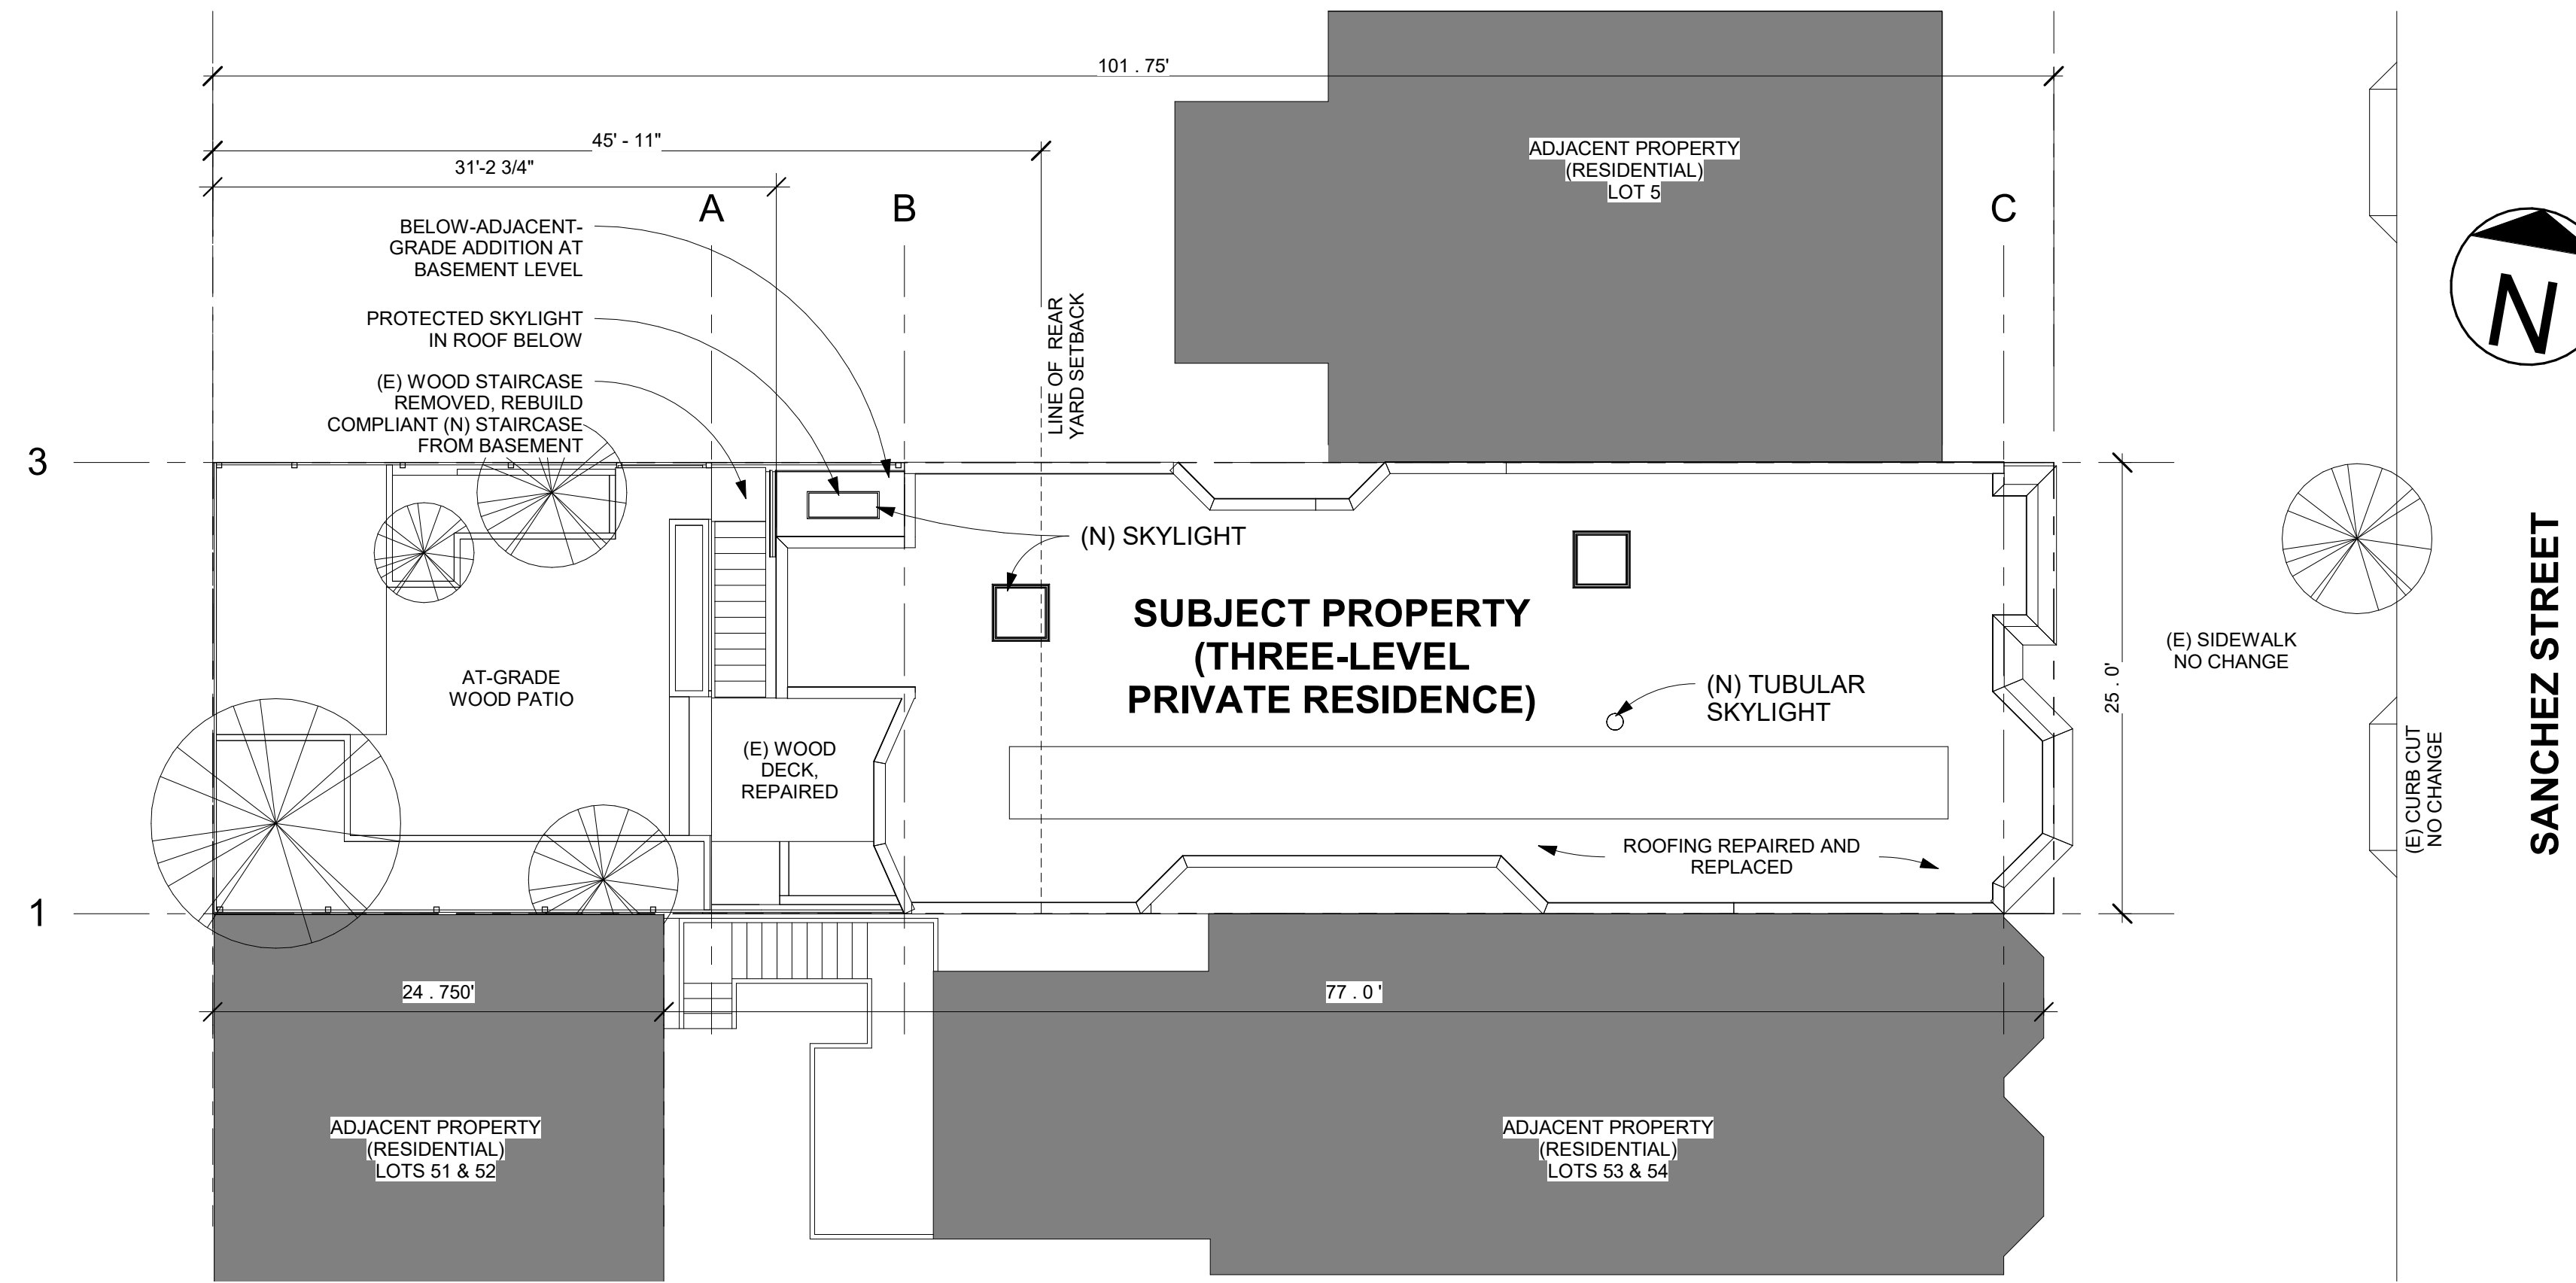 101 . 75'
45' - 11"
31'-2 3/4"
A
B
C
ADJACENT PROPERTY
(RESIDENTIAL)
LOT 5
BELOW-ADJACENT-
GRADE ADDITION AT
BASEMENT LEVEL
PROTECTED SKYLIGHT
IN ROOF BELOW
(E) WOOD STAIRCASE
REMOVED, REBUILD
COMPLIANT (N) STAIRCASE
FROM BASEMENT
LINE OF REAR
YARD SETBACK
N
3
(N) SKYLIGHT
SUBJECT PROPERTY
(THREE-LEVEL
PRIVATE RESIDENCE)
AT-GRADE
WOOD PATIO
(E) WOOD
DECK,
REPAIRED
(N) TUBULAR
SKYLIGHT
ROOFING REPAIRED AND
REPLACED
25 . 0'
(E) SIDEWALK
NO CHANGE
(E) CURB CUT
NO CHANGE
SANCHEZ STREET
1
24 . 750'
77 . 0 '
ADJACENT PROPERTY
(RESIDENTIAL)
LOTS 51 & 52
ADJACENT PROPERTY
(RESIDENTIAL)
LOTS 53 & 54